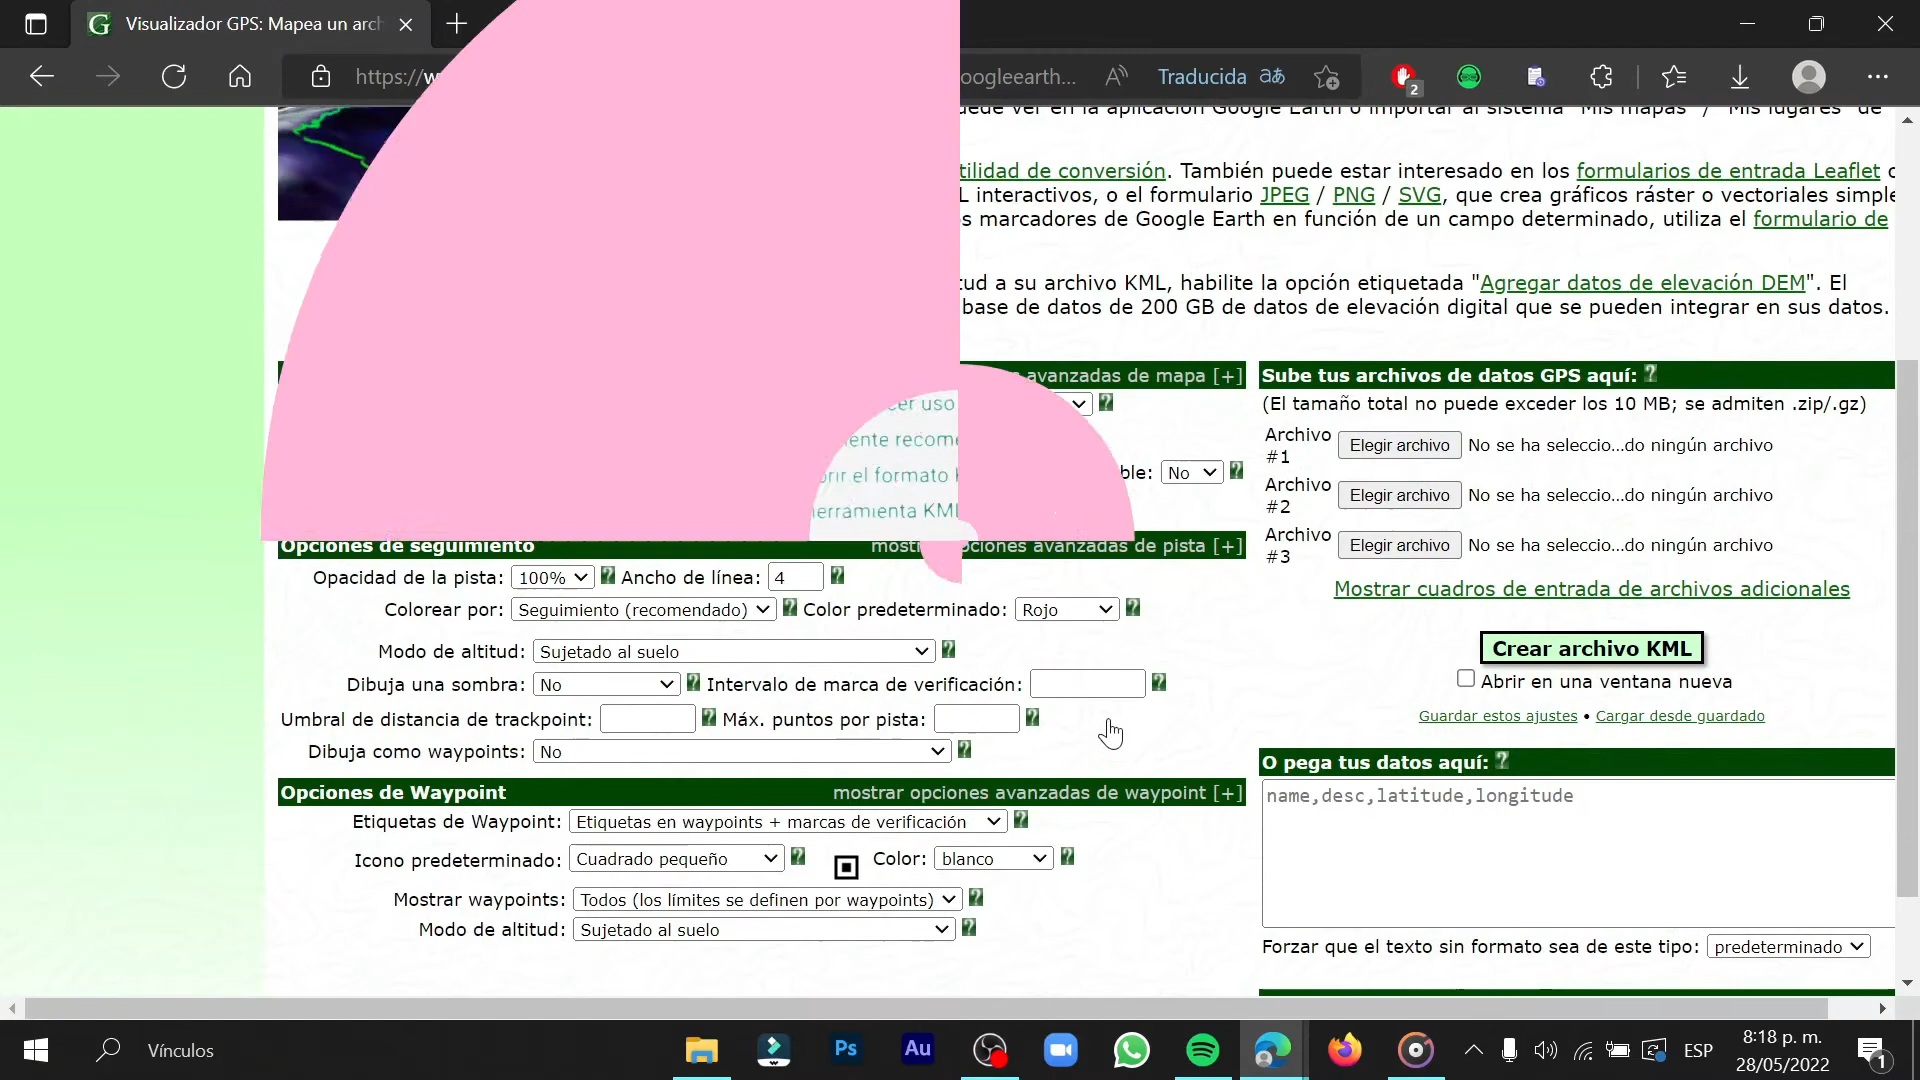 Visualizador GPS: Mapea un arch
https://w
oogleearth...
Traducida
2
uede ver en la aplicación Google Earth o importar al sistema "Mis mapas" / "Mis lugares" de
tilidad de conversión. También puede estar interesado en los formularios de entrada Leaflet
L interactivos, o el formulario JPEG / PNG / SVG, que crea gráficos ráster o vectoriales simple
s marcadores de Google Earth en función de un campo determinado, utiliza el formulario de
tud a su archivo KML, habilite la opción etiquetada "Agregar datos de elevación DEM". El
base de datos de 200 GB de datos de elevación digital que se pueden integrar en sus datos.
avanzadas de mapa [+]
cer uso
ente recome
rir el formato
erramienta KML
ble: No
Opciones de seguimiento
mostr
opciones avanzadas de pista [+]
Opacidad de la pista: 100% Ancho de línea: 4
Colorear por: Seguimiento (recomendado) Color predeterminado: Rojo
Modo de altitud: Sujetado al suelo
Dibuja una sombra: No Intervalo de marca de verificación:
Umbral de distancia de trackpoint: Máx. puntos por pista:
Dibuja como waypoints: No
Opciones de Waypoint mostrar opciones avanzadas de waypoint [+]
Etiquetas de Waypoint: Etiquetas en waypoints + marcas de verificación
Icono predeterminado: Cuadrado pequeño Color: blanco
Mostrar waypoints: Todos (los límites se definen por waypoints)
Modo de altitud: Sujetado al suelo
Sube tus archivos de datos GPS aquí:
(El tamaño total no puede exceder los 10 MB; se admiten .zip/.gz)
Archivo #1 Elegir archivo No se ha seleccio...do ningún archivo
Archivo #2 Elegir archivo No se ha seleccio...do ningún archivo
Archivo #3 Elegir archivo No se ha seleccio...do ningún archivo
Mostrar cuadros de entrada de archivos adicionales
Crear archivo KML
Abrir en una ventana nueva
Guardar estos ajustes • Cargar desde guardado
O pega tus datos aquí:
name,desc,latitude,longitude
Forzar que el texto sin formato sea de este tipo: predeterminado
Vínculos
Ps
Au
ESP
8:18 p. m.
28/05/2022
1